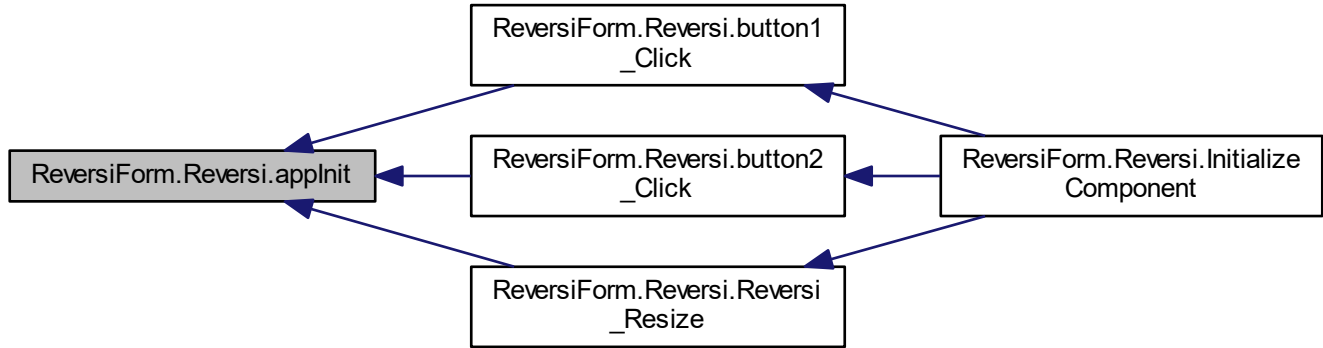 ReversiForm.Reversi.button1
_Click
ReversiForm.Reversi.appInit
ReversiForm.Reversi.button2
_Click
ReversiForm.Reversi.Initialize
Component
ReversiForm.Reversi.Reversi
_Resize